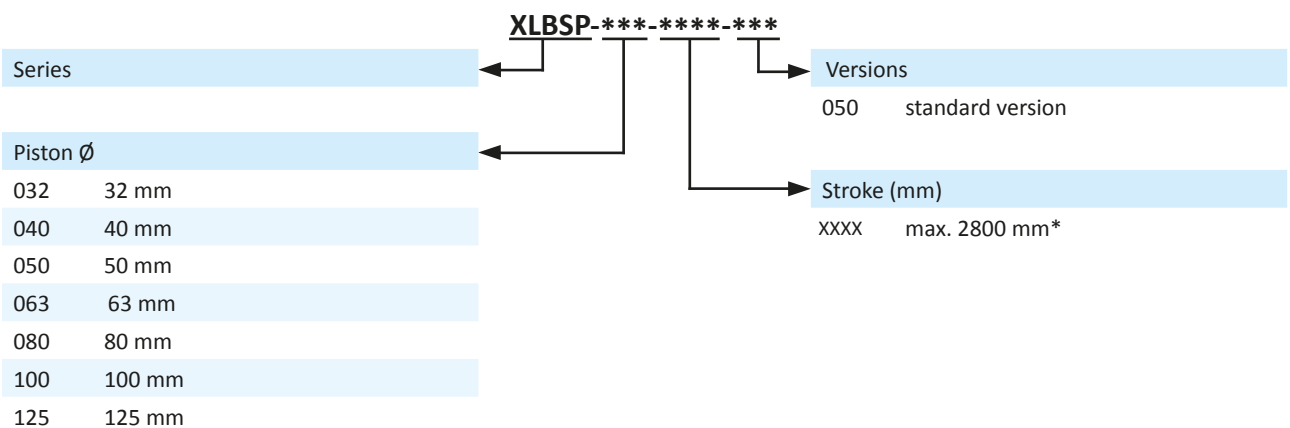 XLBSP-***-****-***
Series
Versions
050 standard version
Piston Ø
032 32 mm
Stroke (mm)
040 40 mm
XXXX max. 2800 mm*
050 50 mm
063 63 mm
080 80 mm
100 100 mm
125 125 mm